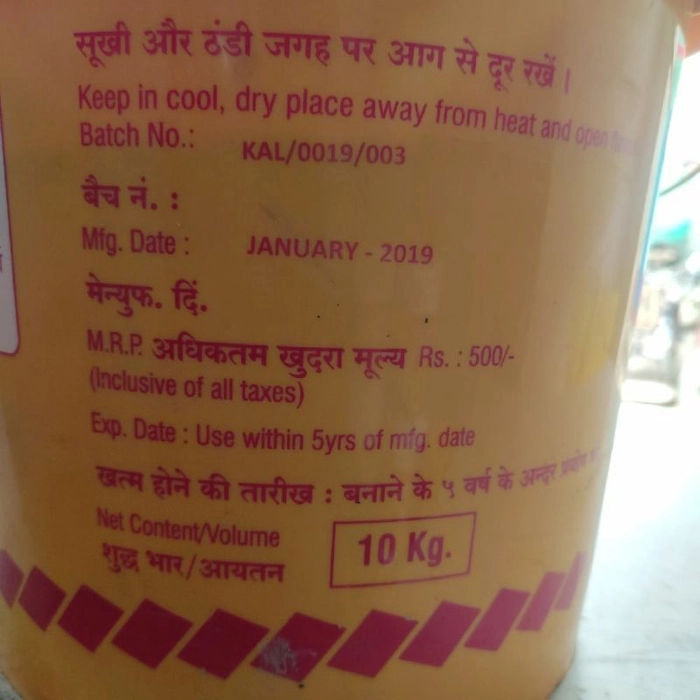 सूखी और ठंडी जगह पर आग से दूर रखें।
Keep in cool, dry place away from heat and open
Batch No.: KAL/0019/003
बैच नं. :
Mfg. Date : JANUARY - 2019
मेन्युफ. दिं.
M.R.P. अधिकतम खुदरा मूल्य Rs. : 500/-
(Inclusive of all taxes)
Exp. Date : Use within 5yrs of mfg. date
खत्म होने की तारीख : बनाने के ५ वर्ष के अन्दर
Net Content/Volume
शुद्ध भार/आयतन
10 Kg.